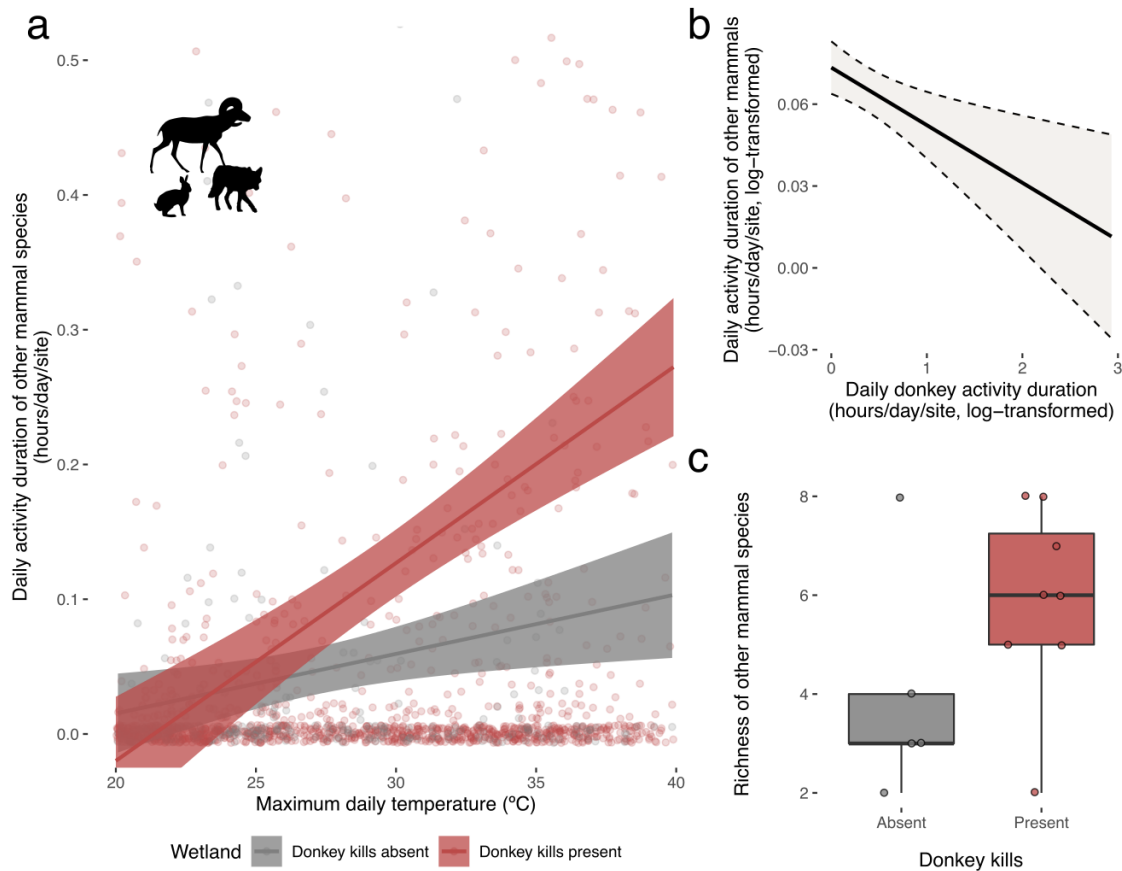 a
Daily activity duration of other mammal species
(hours/day/site)
0.5
0.4
0.3
0.2
0.1
0.0
20
25
30
35
40
Maximum daily temperature (ºC)
Wetland
Donkey kills absent
Donkey kills present
b
Daily activity duration of other mammals
(hours/day/site, log−transformed)
0.06
0.03
0.00
−0.03
0
1
2
3
Daily donkey activity duration
(hours/day/site, log−transformed)
c
Richness of other mammal species
8
6
4
2
Absent
Present
Donkey kills